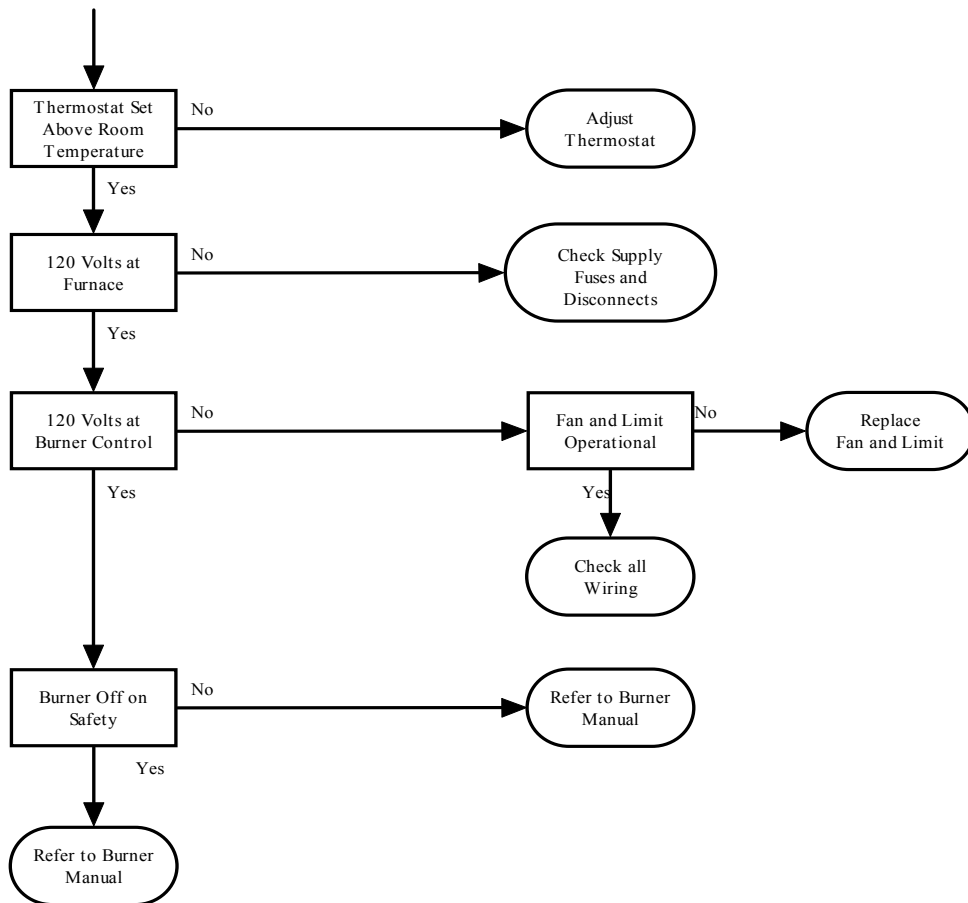 Thermostat Set
Above Room
Temperature
No
Adjust
Thermostat
Yes
120 Volts at
Furnace
No
Check Supply
Fuses and
Disconnects
Yes
120 Volts at
Burner Control
No
Fan and Limit
Operational
No
Replace
Fan and Limit
Yes
Yes
Check all
Wiring
Burner Off on
Safety
No
Refer to Burner
Manual
Yes
Refer to Burner
Manual